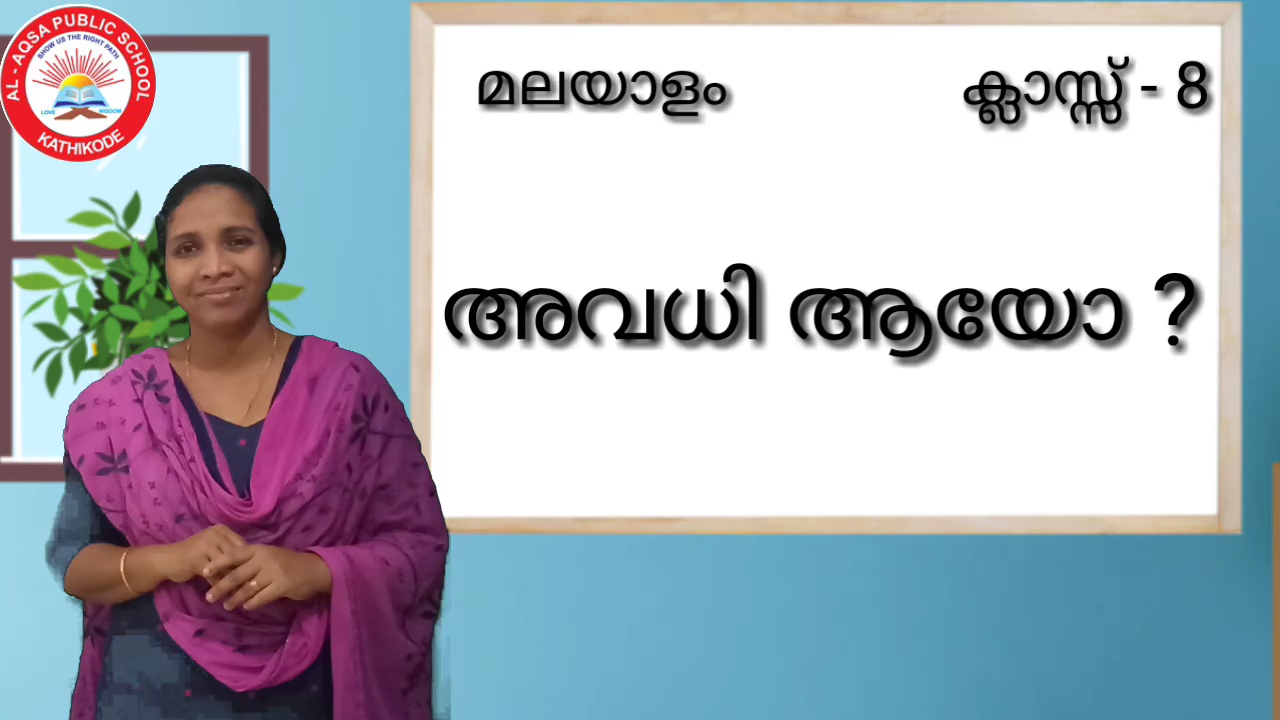 AL - AQSA PUBLIC SCHOOL
SHOW US THE RIGHT PATH
LOVE WISDOM
KATHIKODE
മലയാളം ക്ലാസ്സ് - 8
അവധി ആയോ ?